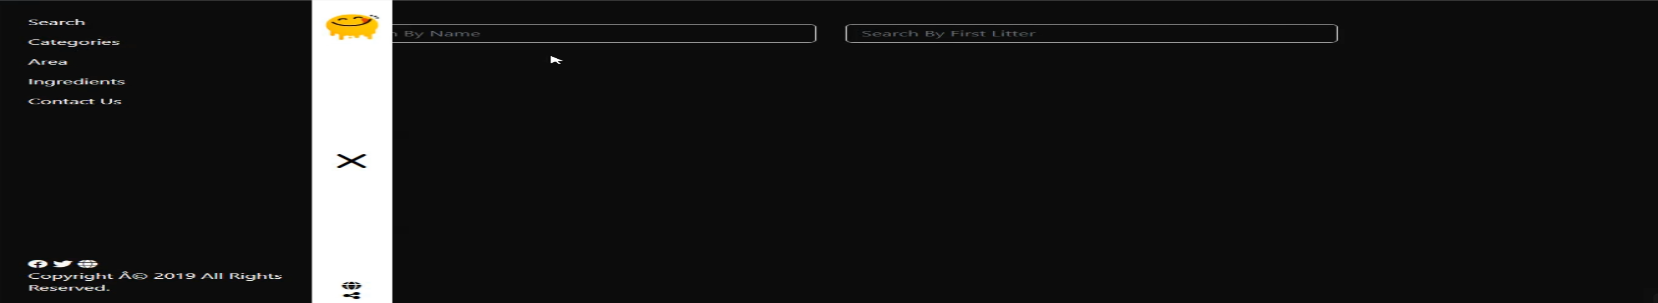 Search
Categories
Area
Ingredients
Contact Us
By Name
Search By First Litter
Copyright Â© 2019 All Rights
Reserved.